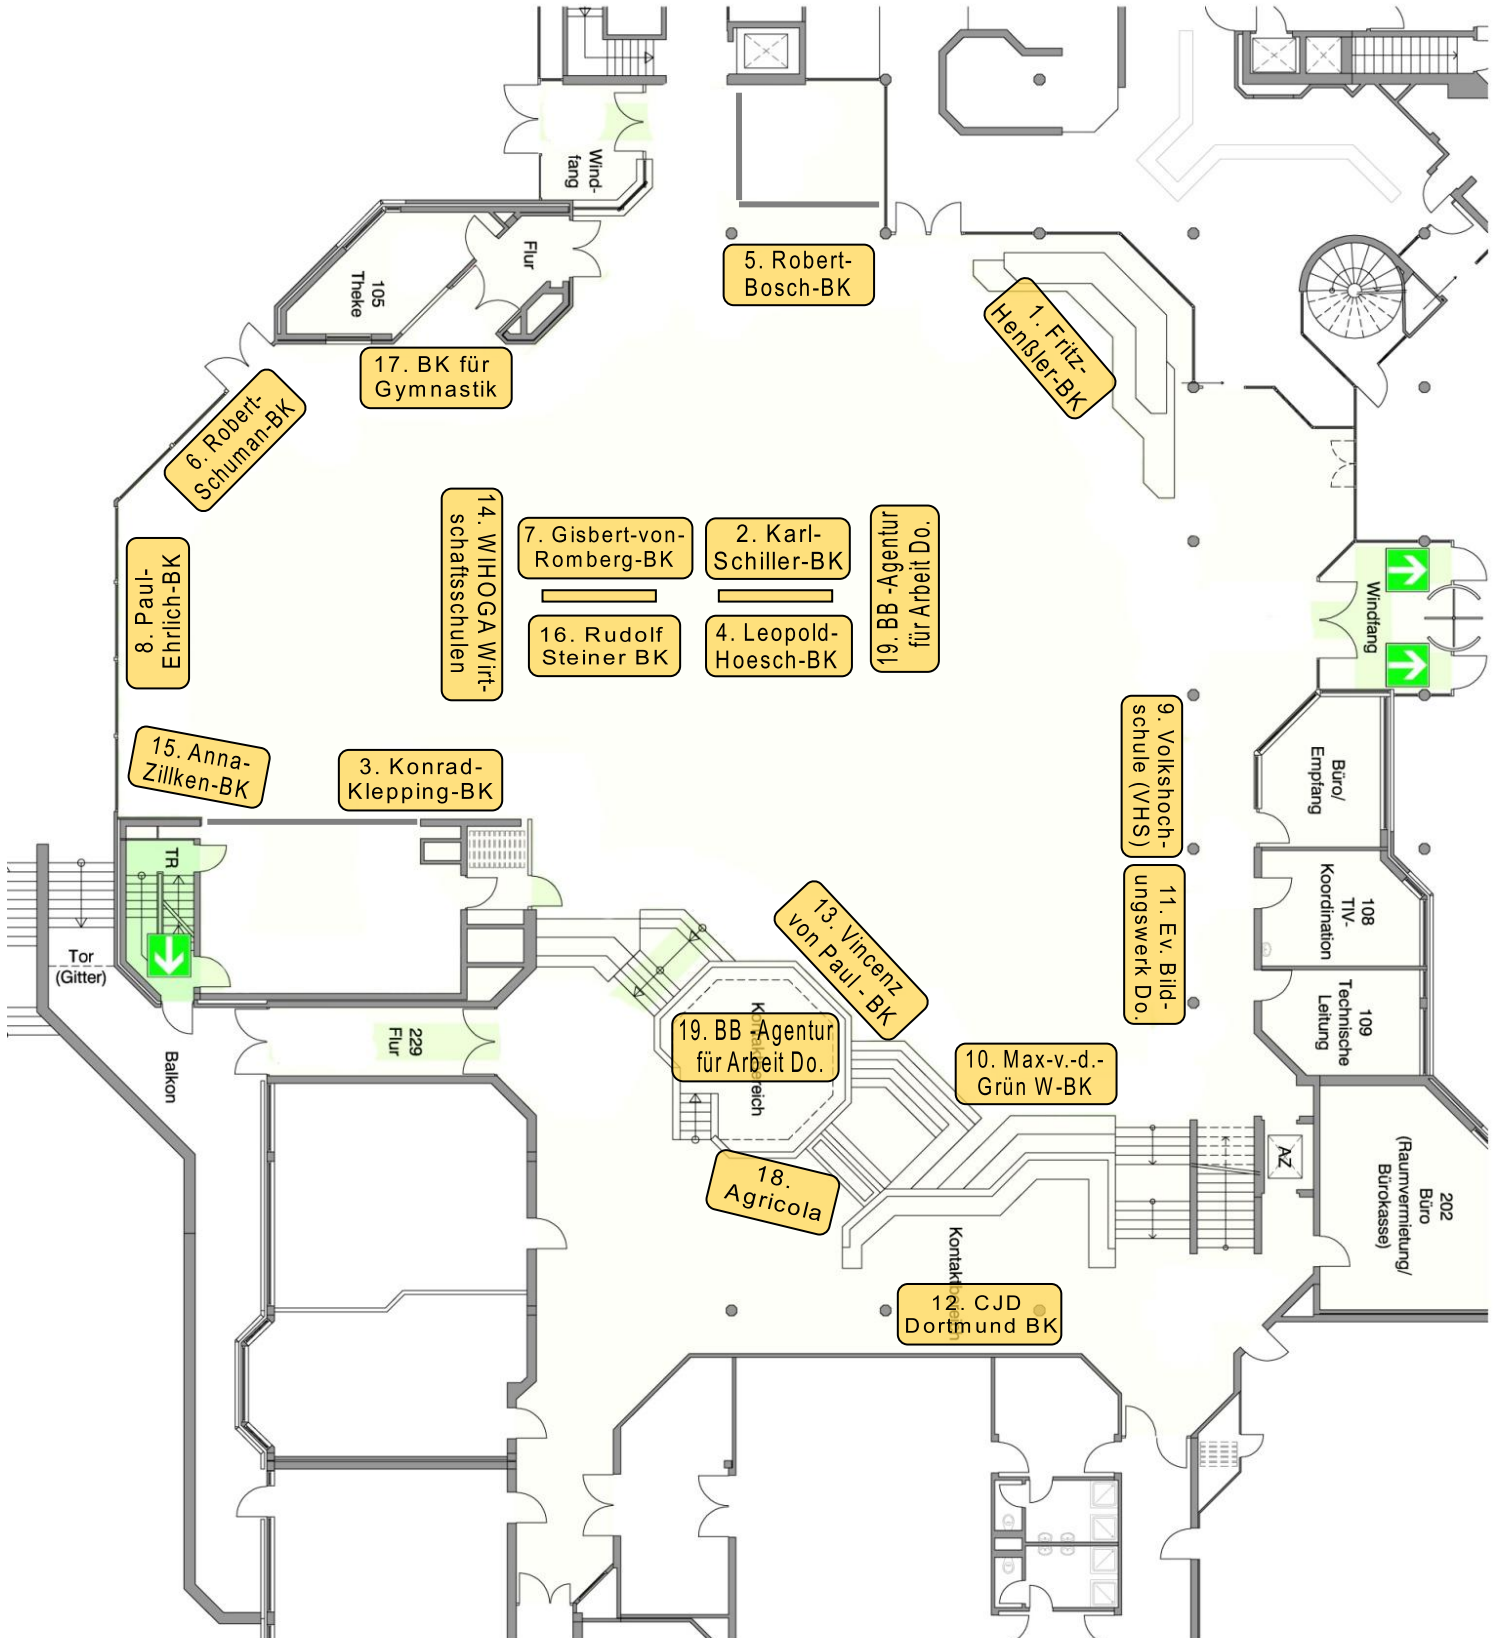 Wind-
fang
Flur
105
Theke
5. Robert-
Bosch-BK
1. Fritz-
Henßler-BK
17. BK für
Gymnastik
6. Robert-
Schuman-BK
14. WIHOGA Wirt-
schaftsschulen
7. Gisbert-von-
Romberg-BK
2. Karl-
Schiller-BK
19. BB -Agentur
für Arbeit Do.
8. Paul-
Ehrlich-BK
16. Rudolf
Steiner BK
4. Leopold-
Hoesch-BK
Windfang
15. Anna-
Zillken-BK
3. Konrad-
Klepping-BK
9. Volkshoch-
schule (VHS)
Büro/
Empfang
TR
11. Ev. Bild-
ungswerk Do.
108
TIV-
Koordination
13. Vincenz
von Paul - BK
Tor
(Gitter)
109
Technische
Leitung
229
Flur
Balkon
Kontaktbereich
19. BB -Agentur
für Arbeit Do.
10. Max-v.-d.-
Grün W-BK
AZ
18.
Agricola
202
Büro
(Raumvermietung/
Bürokasse)
Kontaktbereich
12. CJD
Dortmund BK